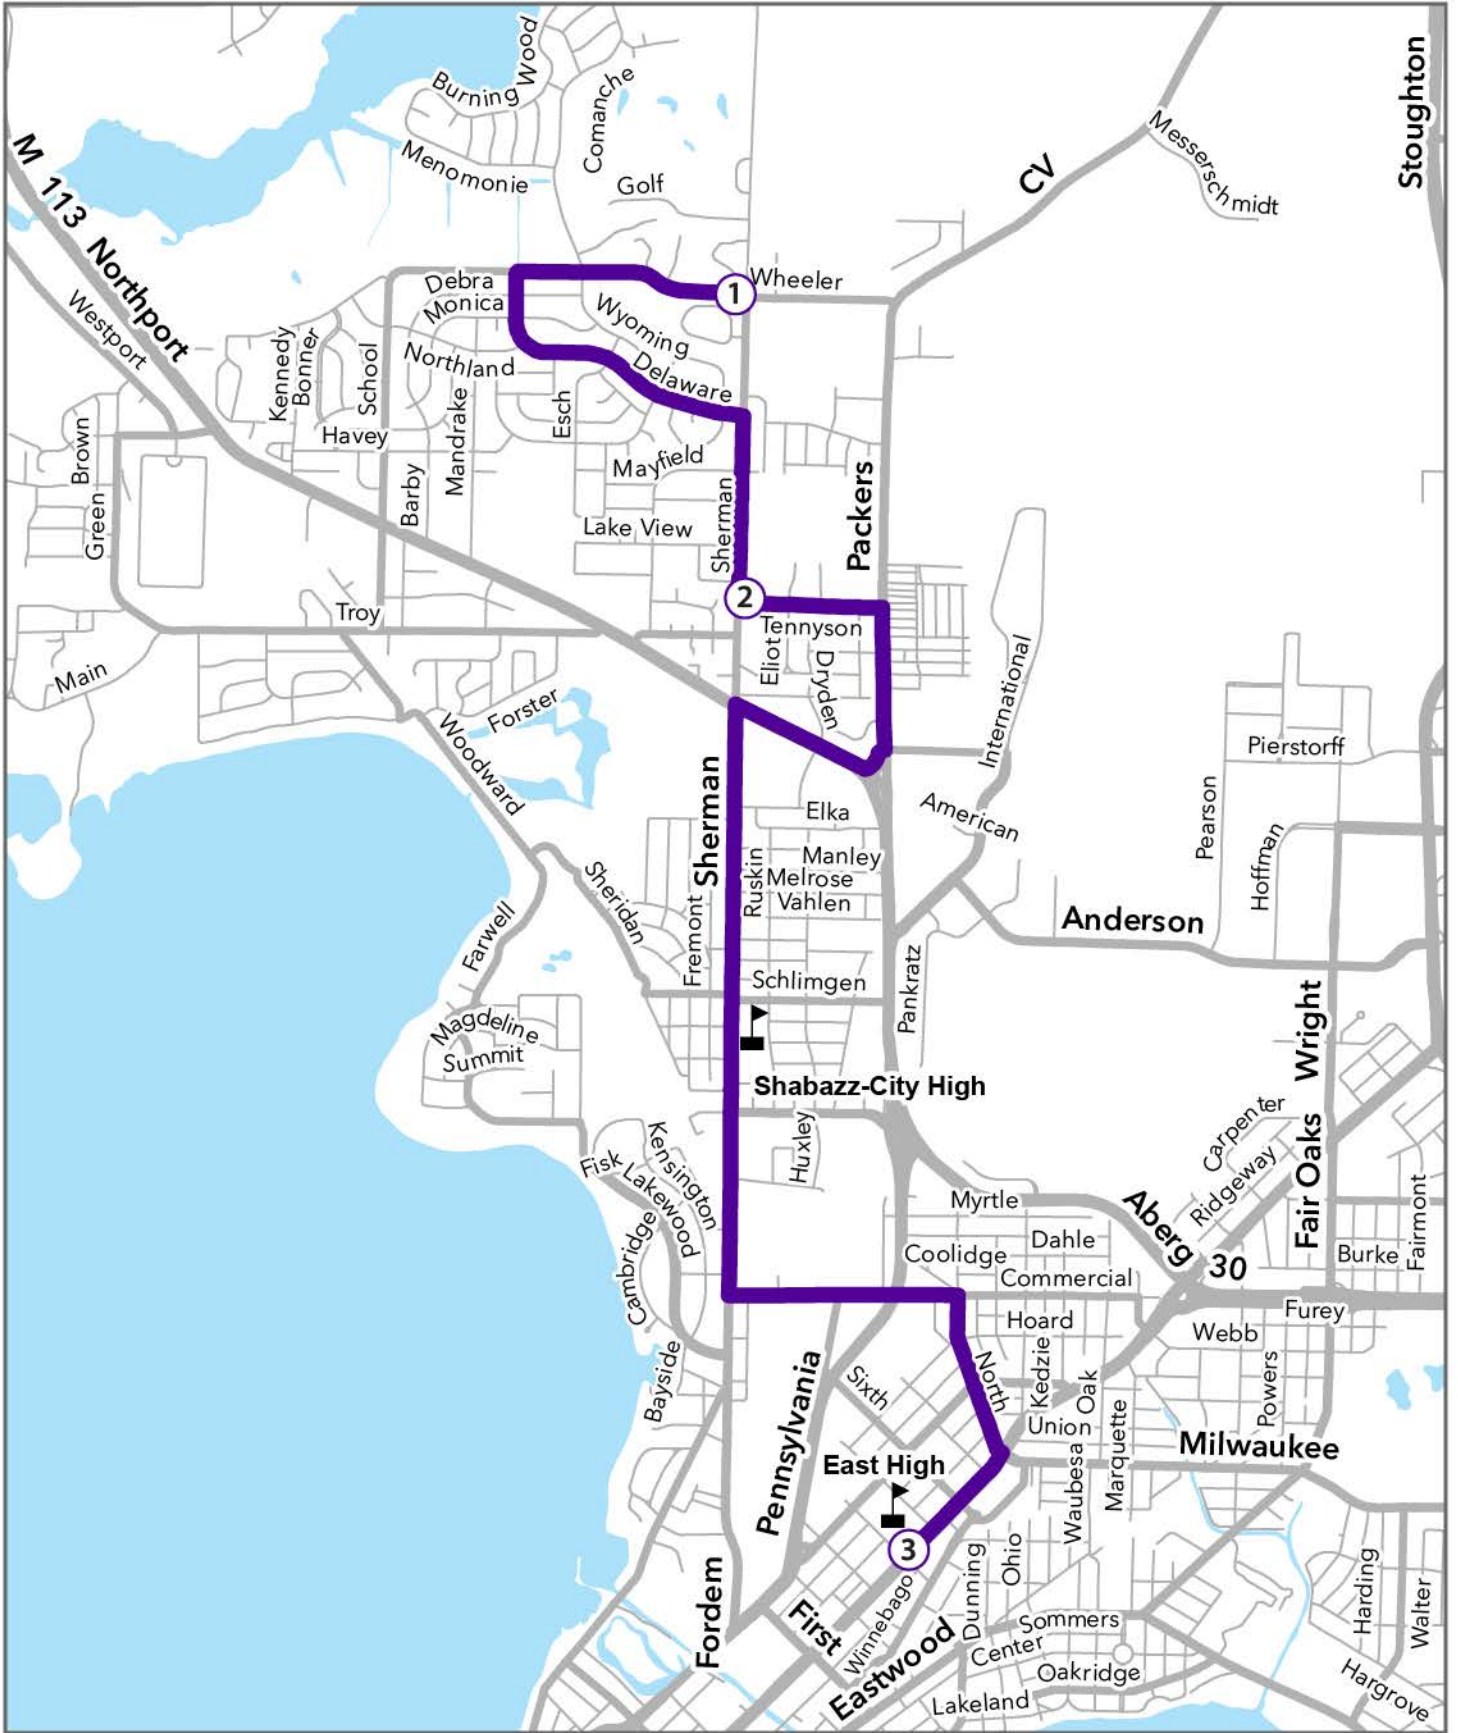 Burning Wood
Comanche
Menomonie
Golf
CV
Messerschmidt
Stoughton
M 113 Northport
Westport
Debra
Monica
Wheeler
1
Wyoming
Northland
Delaware
Kennedy
Bonner
School
Mandrake
Esch
Havey
Brown
Green
Barby
Mayfield
Lake View
Sherman
Packers
2
Tennyson
Troy
Eliot
Dryden
Main
Forster
Woodward
International
Pierstorff
Pearson
Hoffman
Sherman
Elka
American
Manley
Melrose
Vahlen
Ruskin
Sheridan
Fremont
Farwell
Anderson
Schlimgen
Pankratz
Magdeline
Summit
Wright
Shabazz-City High
Huxley
Carpenter
Ridgeway
Fair Oaks
Fairmont
Kensington
Fisk
Lakewood
Cambridge
Myrtle
Aberg
Dahle
Coolidge
30
Burke
Commercial
Furey
Hoard
Webb
Bayside
Pennsylvania
Sixth
North
Kedzie
Oak
Powers
Union
Marquette
Milwaukee
East High
Waubesa
3
Fordem
First
Winnebago
Dunning
Ohio
Eastwood
Sommers
Center
Oakridge
Lakeland
Harding
Walter
Hargrove